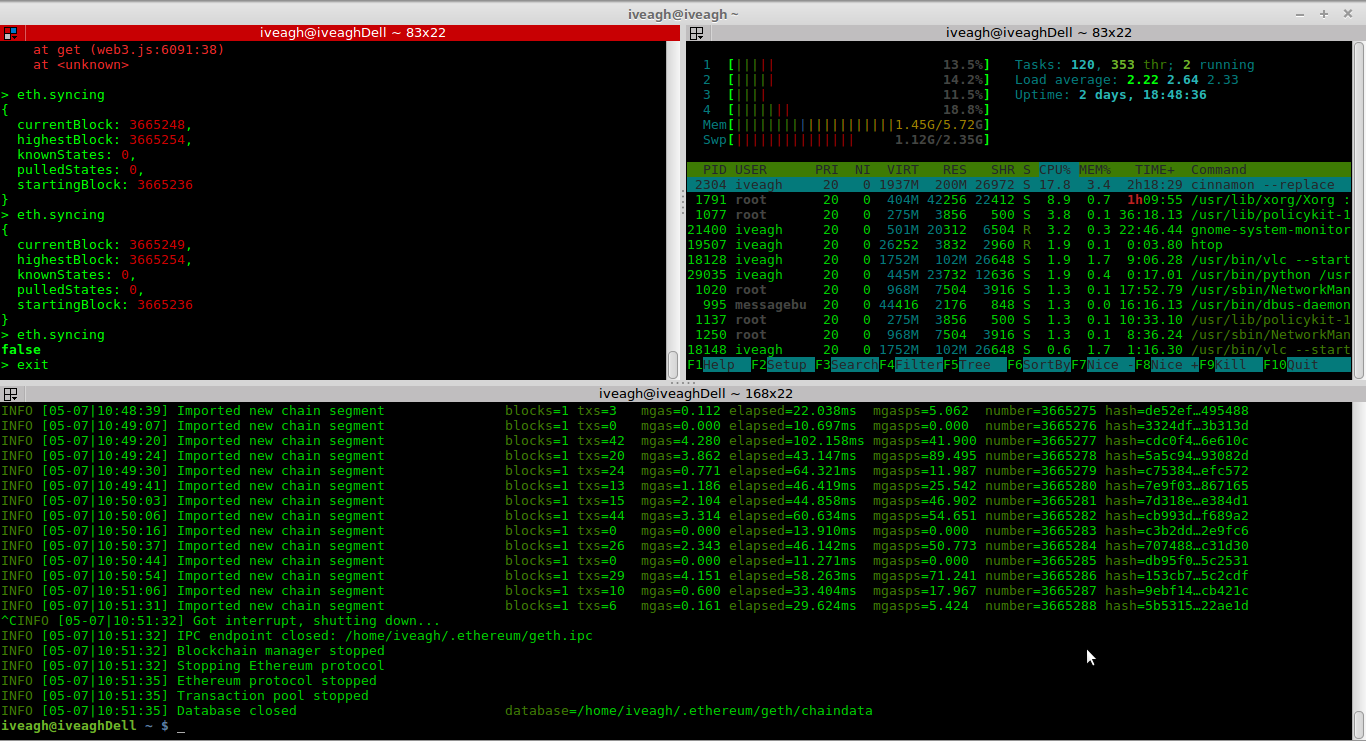 iveagh@iveagh ~
iveagh@iveaghDell ~ 83x22
at get (web3.js:6091:38)
at <unknown>
> eth.syncing
{
currentBlock: 3665248,
highestBlock: 3665254,
knownStates: 0,
pulledStates: 0,
startingBlock: 3665236
}
> eth.syncing
{
currentBlock: 3665249,
highestBlock: 3665254,
knownStates: 0,
pulledStates: 0,
startingBlock: 3665236
}
> eth.syncing
false
> exit
iveagh@iveaghDell ~ 83x22
1 [||||| 13.5%] Tasks: 120, 353 thr; 2 running
2 [||||| 14.2%] Load average: 2.22 2.64 2.33
3 [|||| 11.5%] Uptime: 2 days, 18:48:36
4 [||||||| 18.8%]
Mem[||||||||||||||||||||1.45G/5.72G]
Swp[||||||||||||||| 1.12G/2.35G]
PID USER PRI NI VIRT RES SHR S CPU% MEM% TIME+ Command
2304 iveagh 20 0 1937M 200M 26972 S 17.8 3.4 2h18:29 cinnamon --replace
1791 root 20 0 404M 42256 22412 S 8.9 0.7 1h09:55 /usr/lib/xorg/Xorg :
1077 root 20 0 275M 3856 500 S 3.8 0.1 36:18.13 /usr/lib/policykit-1
21400 iveagh 20 0 501M 20312 6504 R 3.2 0.3 22:46.44 gnome-system-monitor
19507 iveagh 20 0 26252 3832 2960 R 1.9 0.1 0:03.80 htop
18128 iveagh 20 0 1752M 102M 26648 S 1.9 1.7 9:06.28 /usr/bin/vlc --start
29035 iveagh 20 0 445M 23732 12636 S 1.9 0.4 0:17.01 /usr/bin/python /usr
1020 root 20 0 968M 7504 3916 S 1.3 0.1 17:52.79 /usr/sbin/NetworkMan
995 messagebu 20 0 44416 2176 848 S 1.3 0.0 16:16.13 /usr/bin/dbus-daemon
1137 root 20 0 275M 3856 500 S 1.3 0.1 10:33.10 /usr/lib/policykit-1
1250 root 20 0 968M 7504 3916 S 1.3 0.1 8:36.24 /usr/sbin/NetworkMan
18148 iveagh 20 0 1752M 102M 26648 S 0.6 1.7 1:16.30 /usr/bin/vlc --start
F1Help F2Setup F3SearchF4FilterF5Tree F6SortByF7Nice -F8Nice +F9Kill F10Quit
iveagh@iveaghDell ~ 168x22
INFO [05-07|10:48:39] Imported new chain segment blocks=1 txs=3 mgas=0.112 elapsed=22.038ms mgasps=5.062 number=3665275 hash=de52ef…495488
INFO [05-07|10:49:07] Imported new chain segment blocks=1 txs=0 mgas=0.000 elapsed=10.697ms mgasps=0.000 number=3665276 hash=3324df…3b313d
INFO [05-07|10:49:20] Imported new chain segment blocks=1 txs=42 mgas=4.280 elapsed=102.158ms mgasps=41.900 number=3665277 hash=cdc0f4…6e610c
INFO [05-07|10:49:24] Imported new chain segment blocks=1 txs=20 mgas=3.862 elapsed=43.147ms mgasps=89.495 number=3665278 hash=5a5c94…93082d
INFO [05-07|10:49:30] Imported new chain segment blocks=1 txs=24 mgas=0.771 elapsed=64.321ms mgasps=11.987 number=3665279 hash=c75384…efc572
INFO [05-07|10:49:41] Imported new chain segment blocks=1 txs=13 mgas=1.186 elapsed=46.419ms mgasps=25.542 number=3665280 hash=7e9f03…867165
INFO [05-07|10:50:03] Imported new chain segment blocks=1 txs=15 mgas=2.104 elapsed=44.858ms mgasps=46.902 number=3665281 hash=7d318e…e384d1
INFO [05-07|10:50:06] Imported new chain segment blocks=1 txs=44 mgas=3.314 elapsed=60.634ms mgasps=54.651 number=3665282 hash=cb993d…f689a2
INFO [05-07|10:50:16] Imported new chain segment blocks=1 txs=0 mgas=0.000 elapsed=13.910ms mgasps=0.000 number=3665283 hash=c3b2dd…2e9fc6
INFO [05-07|10:50:37] Imported new chain segment blocks=1 txs=26 mgas=2.343 elapsed=46.142ms mgasps=50.773 number=3665284 hash=707488…c31d30
INFO [05-07|10:50:44] Imported new chain segment blocks=1 txs=0 mgas=0.000 elapsed=11.271ms mgasps=0.000 number=3665285 hash=db95f0…5c2531
INFO [05-07|10:50:54] Imported new chain segment blocks=1 txs=29 mgas=4.151 elapsed=58.263ms mgasps=71.241 number=3665286 hash=153cb7…5c2cdf
INFO [05-07|10:51:06] Imported new chain segment blocks=1 txs=10 mgas=0.600 elapsed=33.404ms mgasps=17.967 number=3665287 hash=9ebf14…cb421c
INFO [05-07|10:51:31] Imported new chain segment blocks=1 txs=6 mgas=0.161 elapsed=29.624ms mgasps=5.424 number=3665288 hash=5b5315…22ae1d
^CINFO [05-07|10:51:32] Got interrupt, shutting down...
INFO [05-07|10:51:32] IPC endpoint closed: /home/iveagh/.ethereum/geth.ipc
INFO [05-07|10:51:32] Blockchain manager stopped
INFO [05-07|10:51:32] Stopping Ethereum protocol
INFO [05-07|10:51:35] Ethereum protocol stopped
INFO [05-07|10:51:35] Transaction pool stopped
INFO [05-07|10:51:35] Database closed database=/home/iveagh/.ethereum/geth/chaindata
iveagh@iveaghDell ~ $ _